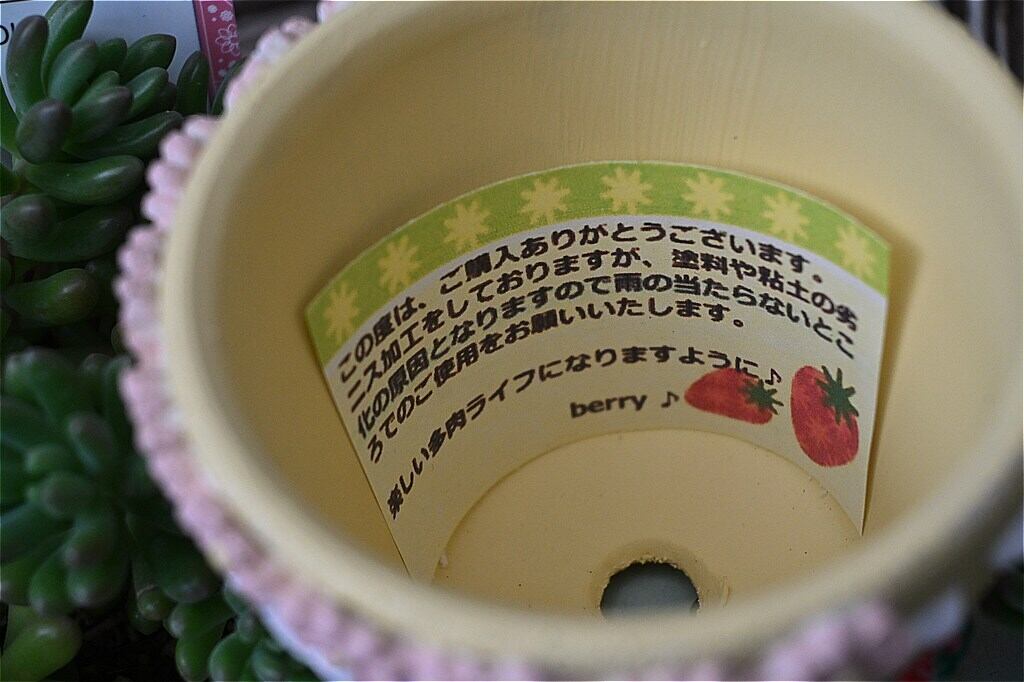 この度は、ご購入ありがとうございます。
ニス加工をしておりますが、塗料や粘土の劣
化の原因となりますので雨の当たらないとこ
ろでのご使用をお願いいたします。
楽しい多肉ライフになりますように♪
berry ♪